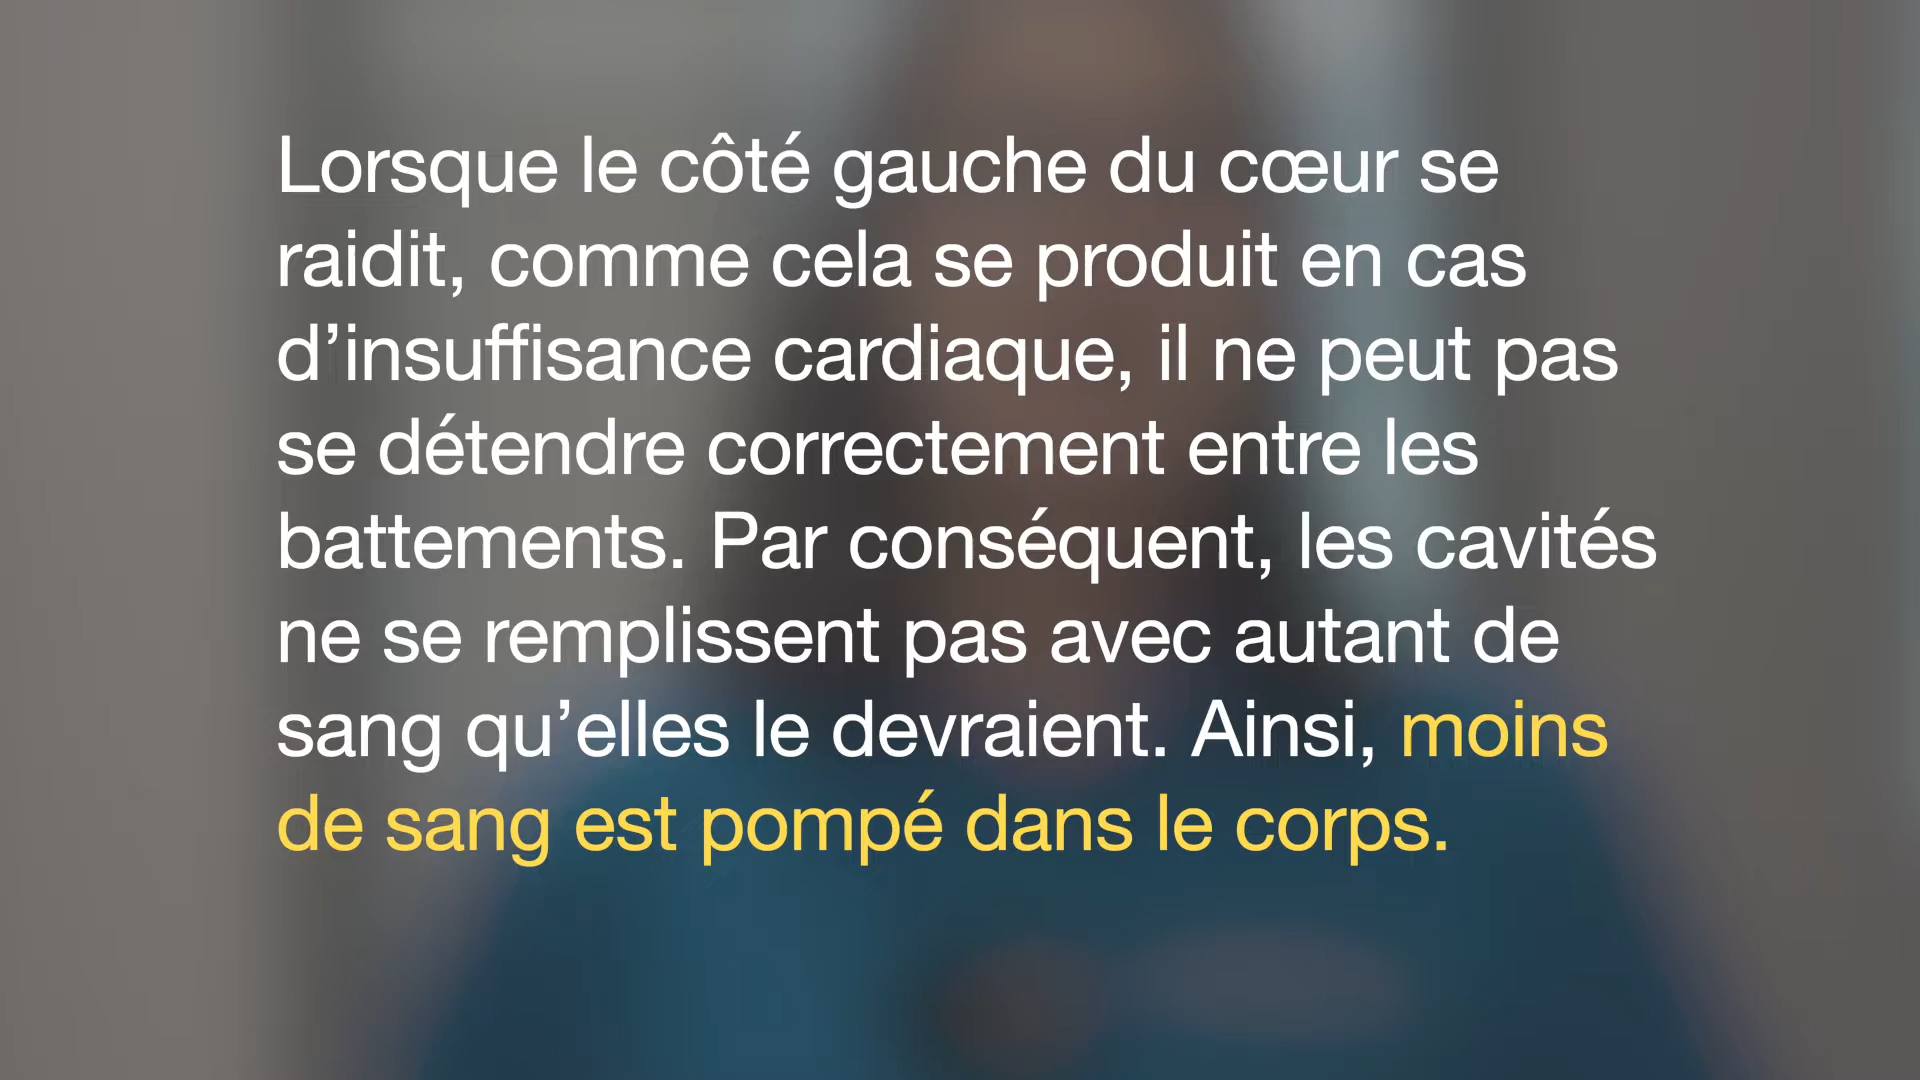 Lorsque le côté gauche du cœur se
raidit, comme cela se produit en cas
d’insuffisance cardiaque, il ne peut pas
se détendre correctement entre les
battements. Par conséquent, les cavités
ne se remplissent pas avec autant de
sang qu’elles le devraient. Ainsi, moins
de sang est pompé dans le corps.